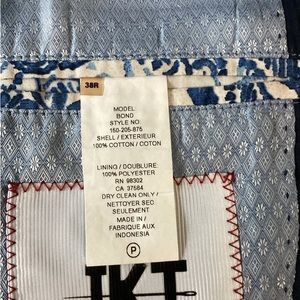 38R
MODEL
BOND
STYLE NO:
150-205-875
SHELL / EXTERIEUR
100% COTTON / COTON
LINING / DOUBLURE:
100% POLYESTER
RN 98302
CA 37584
DRY CLEAN ONLY /
NETTOYER SEC
SEULEMENT
MADE IN /
FABRIQUE AUX
INDONESIA
P